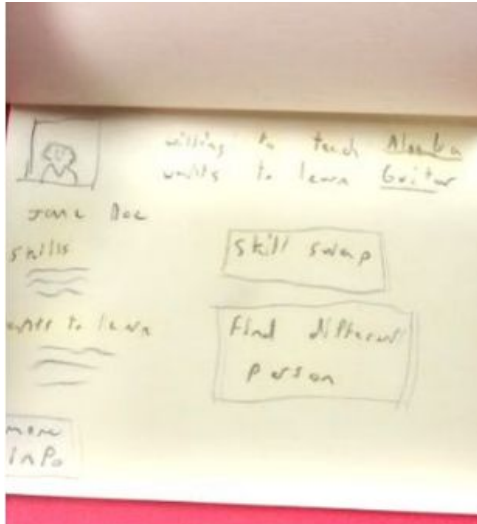 willing to teach Algebra
wants to learn Guitar
Jane Doe
skills
skill swap
wants to learn
find different
person
more
info